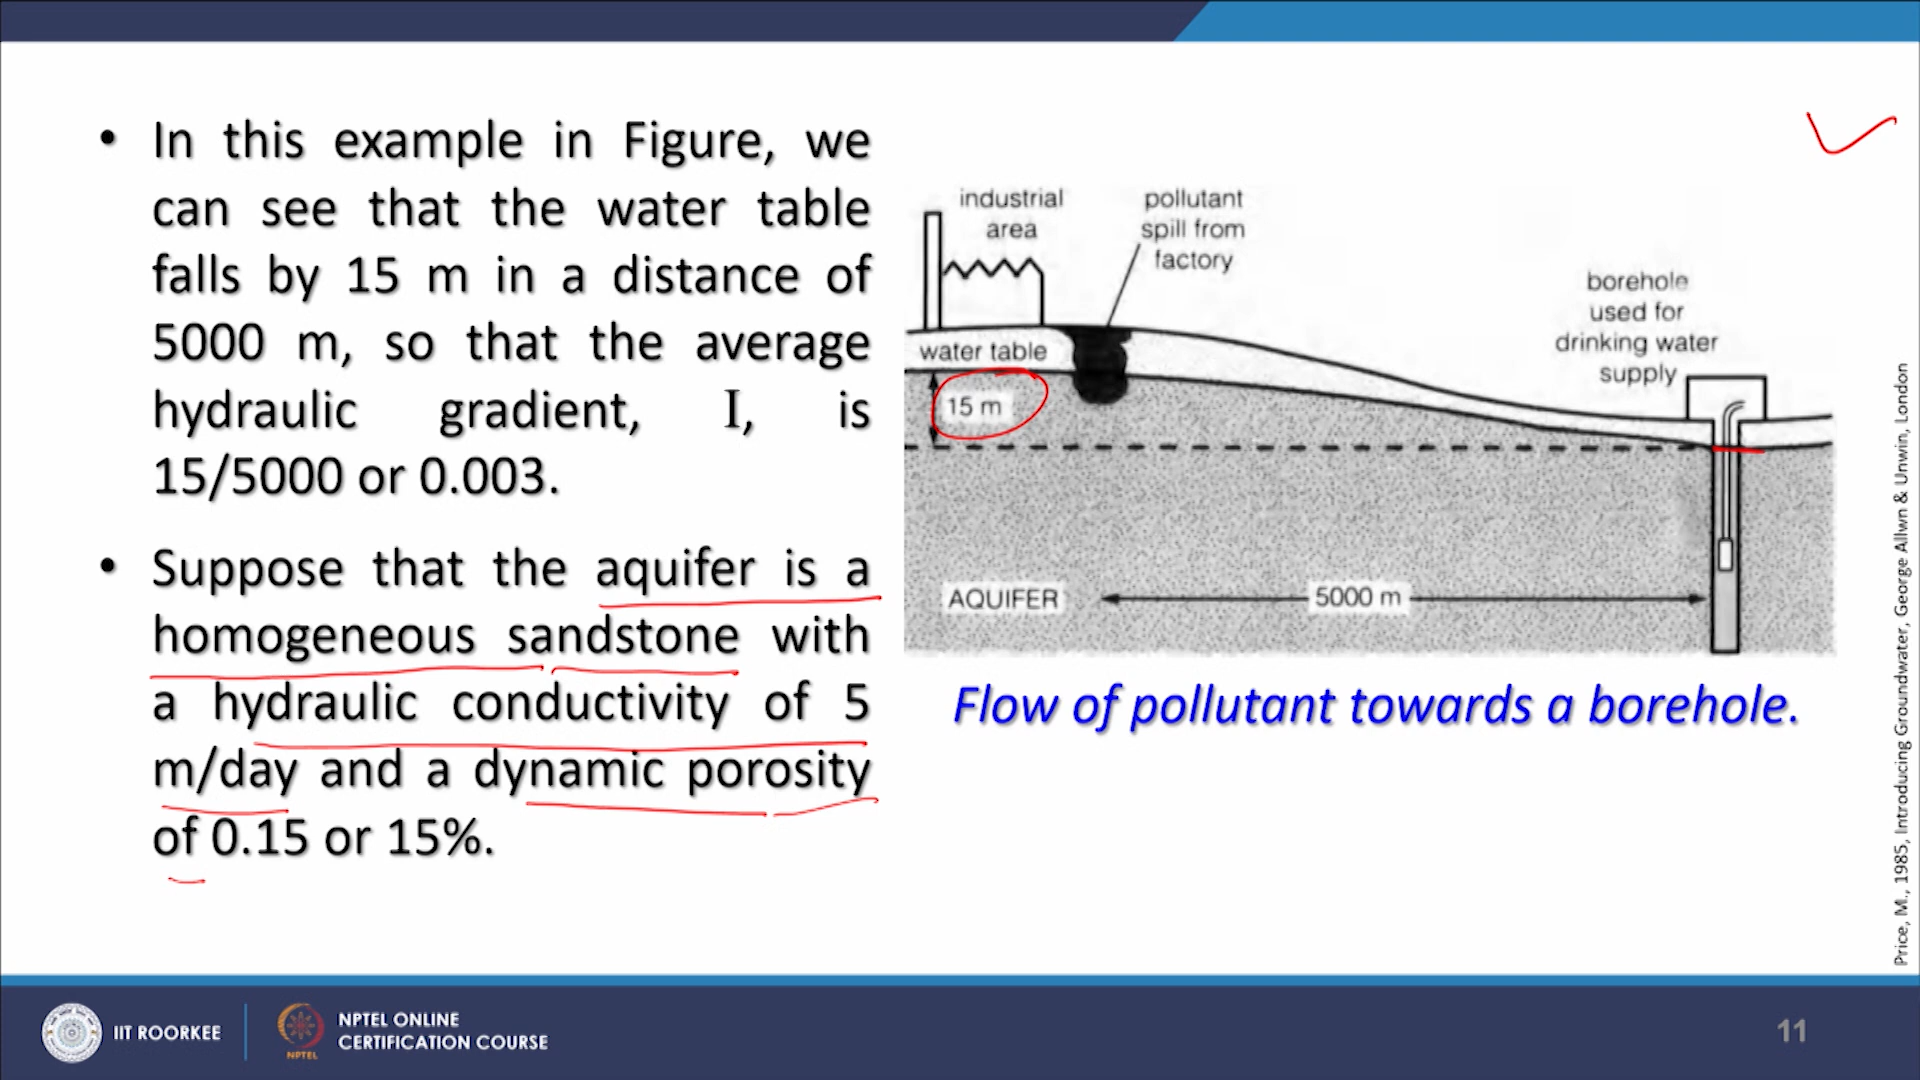 • In this example in Figure, we
can see that the water table
falls by 15 m in a distance of
5000 m, so that the average
hydraulic gradient, I, is
15/5000 or 0.003.
• Suppose that the aquifer is a
homogeneous sandstone with
a hydraulic conductivity of 5
m/day and a dynamic porosity
of 0.15 or 15%.
industrial
area
pollutant
spill from
factory
borehole
used for
drinking water
supply
water table
15 m
AQUIFER
5000 m
Flow of pollutant towards a borehole.
Price, M., 1985, Introducing Groundwater, George Allwn & Unwin, London
IIT ROORKEE
NPTEL
NPTEL ONLINE
CERTIFICATION COURSE
11